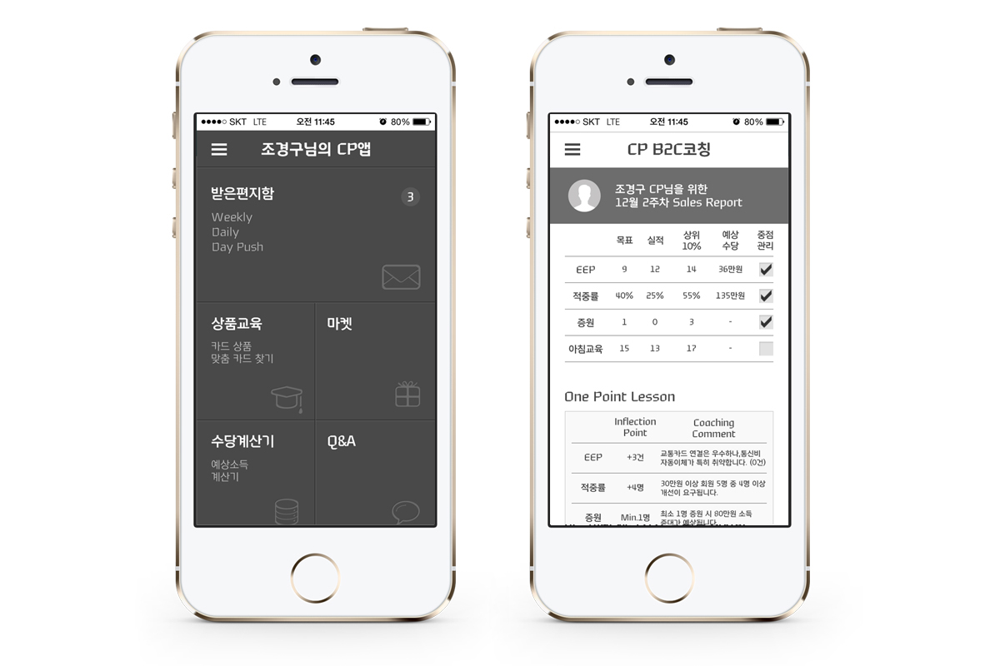 SKT LTE 오전 11:45 80%
조경구님의 CP앱
받은편지함 3
Weekly
Daily
Day Push
상품교육
카드 상품
맞춤 카드 찾기
마켓
수당계산기
예상소득
계산기
Q&A
SKT LTE 오전 11:45 80%
CP B2C코칭
조경구 CP님을 위한
12월 2주차 Sales Report
목표 실적 상위 10% 예상 수당 중점 관리
EEP 9 12 14 36만원
적중률 40% 25% 55% 135만원
증원 1 0 3 -
아침교육 15 13 17 -
One Point Lesson
Inflection Point Coaching Comment
EEP +3건 교통카드 연결은 우수하나,통신비
자동이체가 특히 취약합니다. (0건)
적중률 +4명 30만원 이상 회원 5명 중 4명 이상
개선이 요구됩니다.
증원 Min.1명 최소 1명 증원 시 80만원 소득
증대가 예상됩니다.